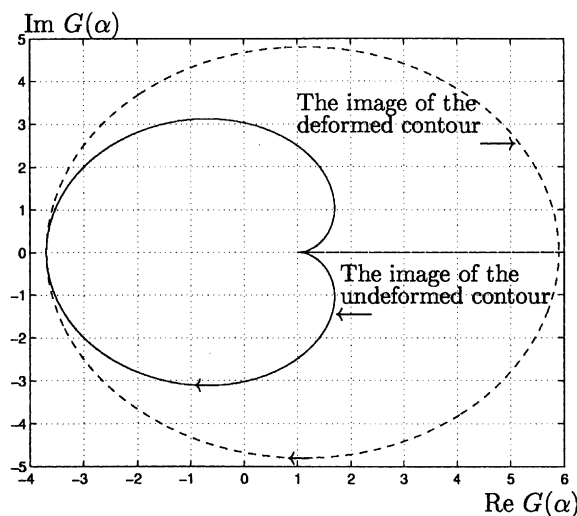 Im G(α)
5
4
3
2
1
0
-1
-2
-3
-4
-5
The image of the
deformed contour
The image of the
undeformed contour
-4 -3 -2 -1 0 1 2 3 4 5 6
Re G(α)